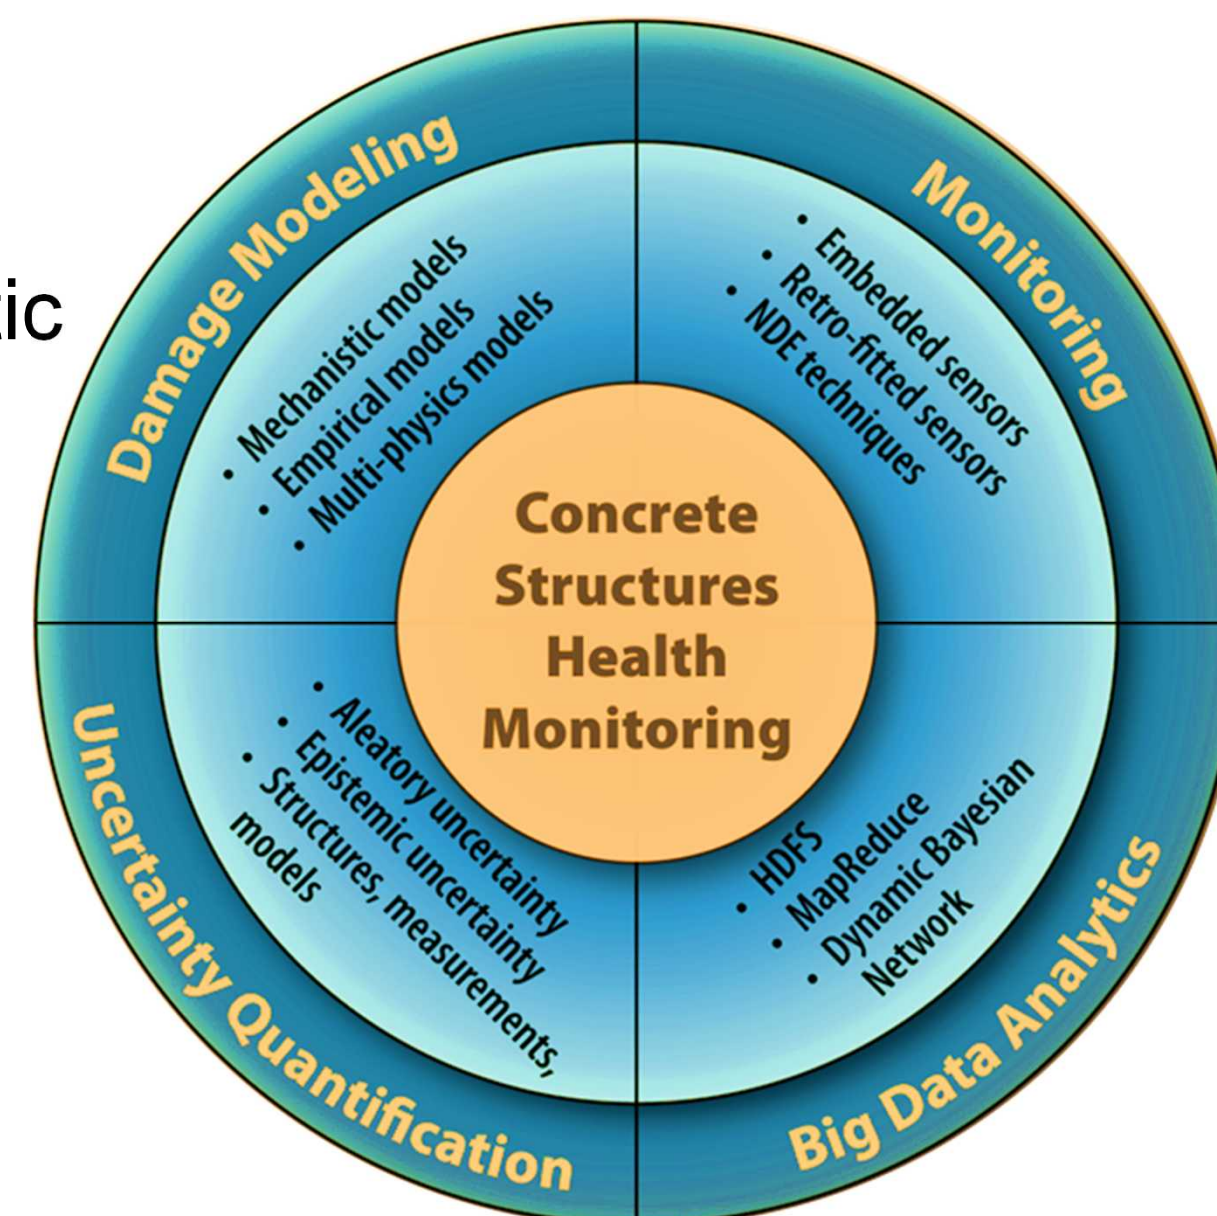 tic
Damage Modeling
• Mechanistic models
• Empirical models
• Multi-physics models
Monitoring
• Embedded sensors
• Retro-fitted sensors
• NDE techniques
Concrete
Structures
Health
Monitoring
Uncertainty Quantification
• Aleatory uncertainty
• Epistemic uncertainty
• Structures, measurements,
models
Big Data Analytics
• HDFS
• MapReduce
• Dynamic Bayesian
Network